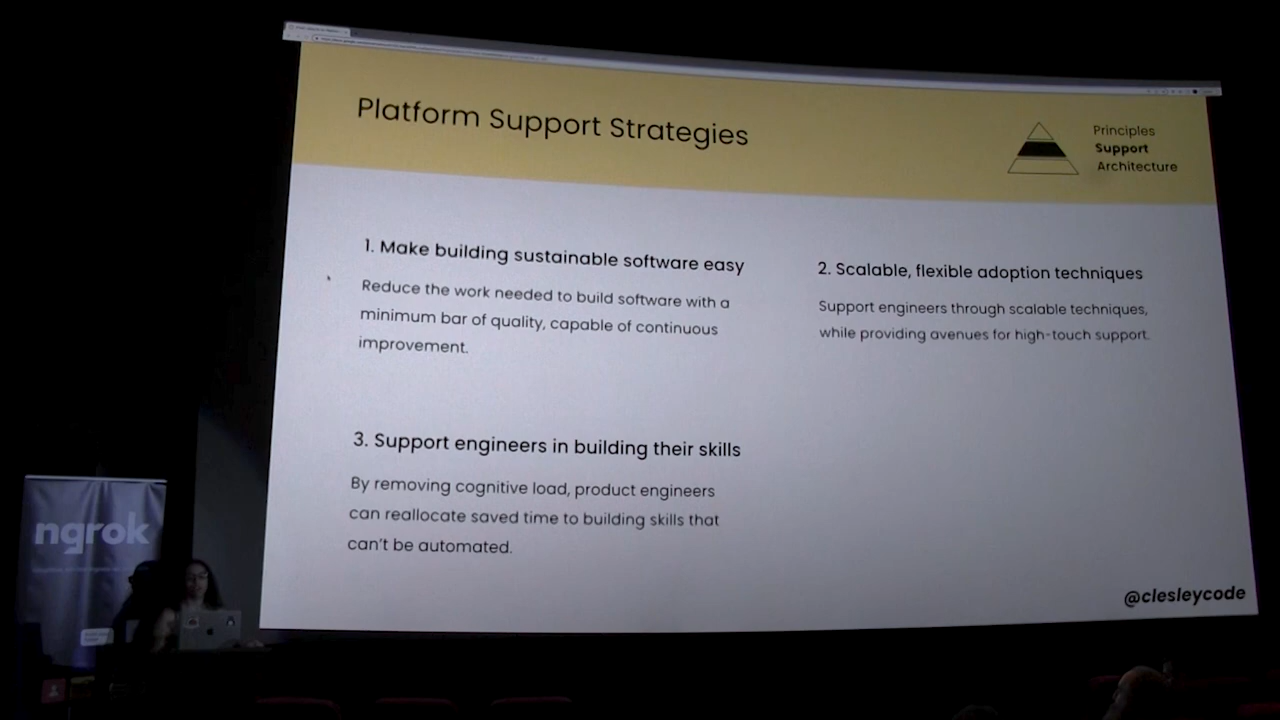 Platform Support Strategies
Principles
Support
Architecture
1. Make building sustainable software easy
Reduce the work needed to build software with a
minimum bar of quality, capable of continuous
improvement.
2. Scalable, flexible adoption techniques
Support engineers through scalable techniques,
while providing avenues for high-touch support.
3. Support engineers in building their skills
By removing cognitive load, product engineers
can reallocate saved time to building skills that
can't be automated.
@clesleycode
ngrok